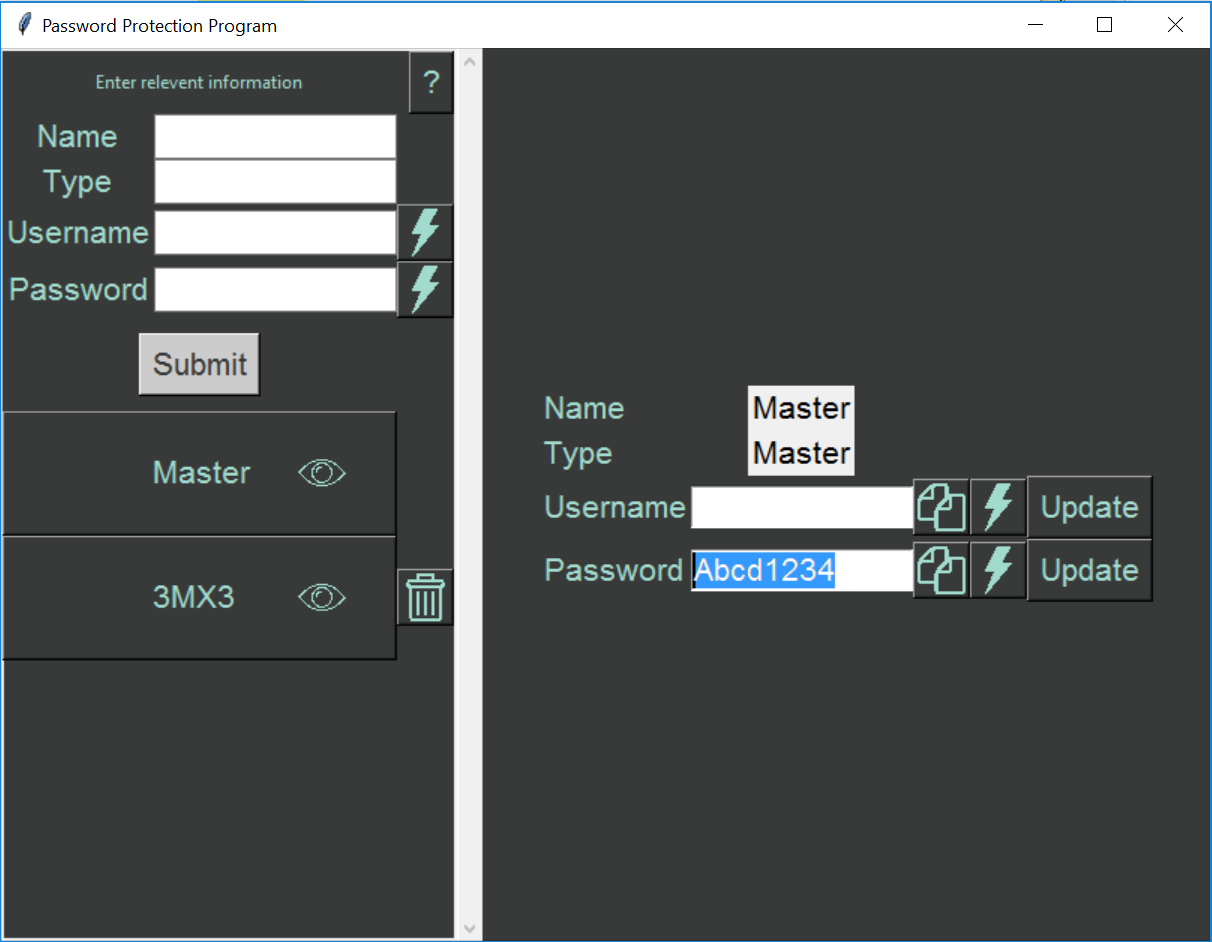 Password Protection Program
Enter relevent information
?
Name
Type
Username
Password
Submit
Master
3MX3
Name Master
Type Master
Username Update
Password Abcd1234 Update